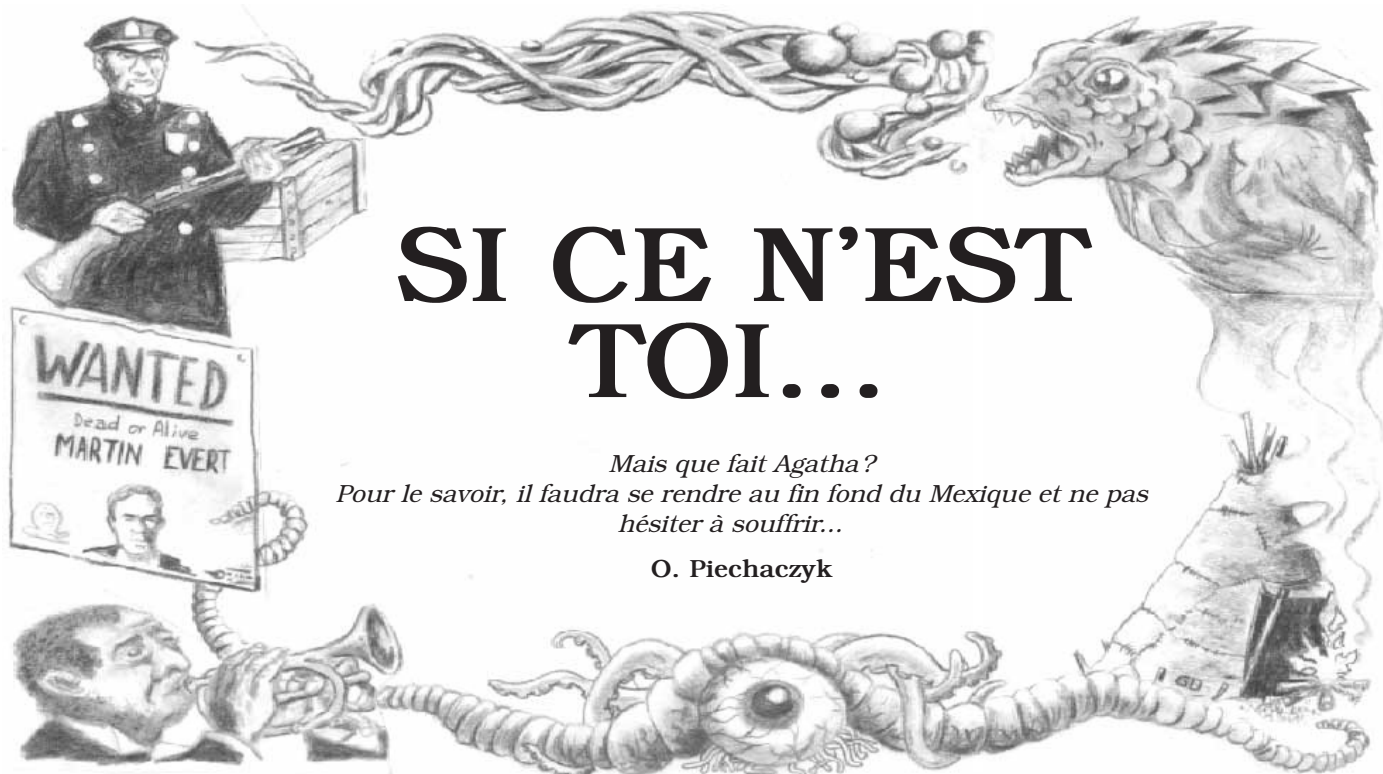 SI CE N'EST
TOI...
Mais que fait Agatha?
Pour le savoir, il faudra se rendre au fin fond du Mexique et ne pas
hésiter à souffrir...
O. Piechaczyk
WANTED
Dead or Alive
MARTIN EVERT